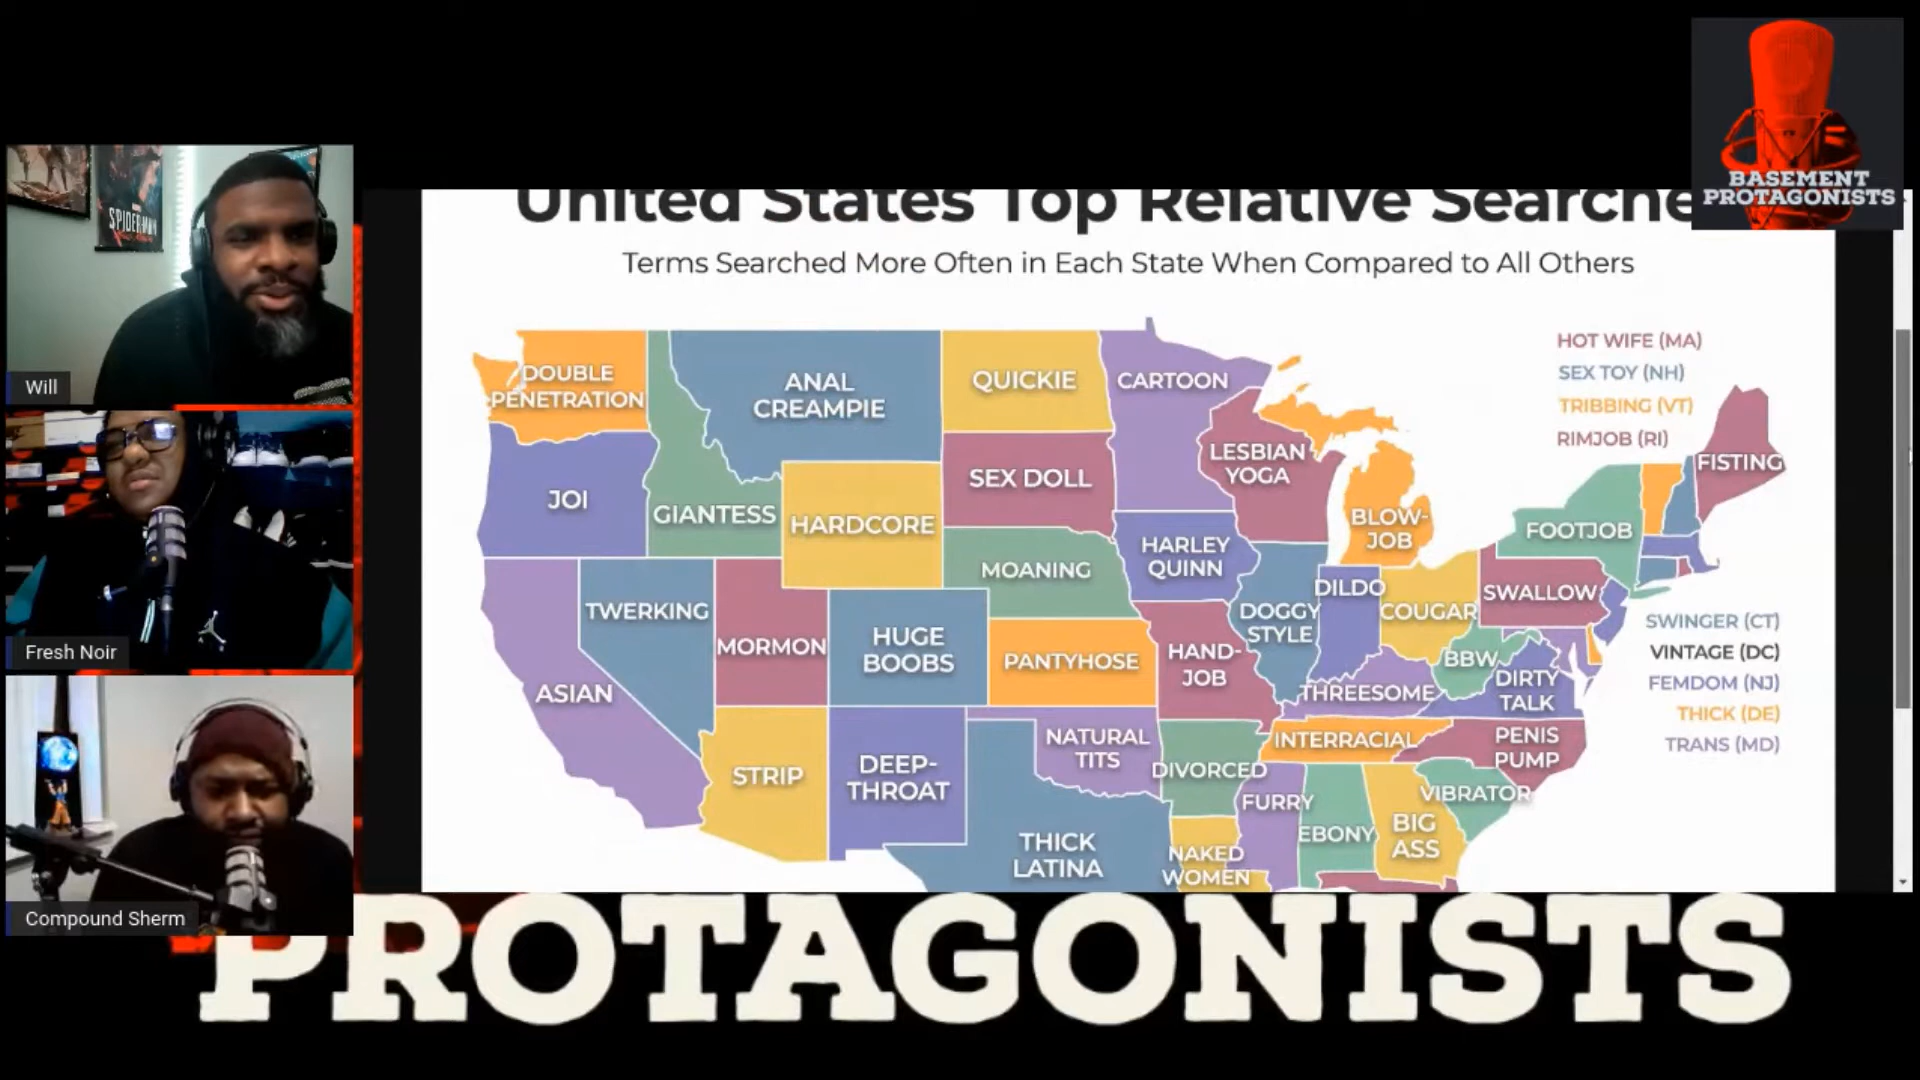 BASEMENT
PROTAGONISTS
United States Top Relative Searche
Terms Searched More Often in Each State When Compared to All Others
SPIDER-MAN
Will
Fresh Noir
Compound Sherm
DOUBLE
PENETRATION
ANAL
CREAMPIE
QUICKIE
CARTOON
HOT WIFE (MA)
SEX TOY (NH)
TRIBBING (VT)
RIMJOB (RI)
FISTING
LESBIAN
YOGA
JOI
GIANTESS
HARDCORE
SEX DOLL
BLOW-
JOB
FOOTJOB
MOANING
HARLEY
QUINN
TWERKING
MORMON
HUGE
BOOBS
PANTYHOSE
HAND-
JOB
DOGGY
STYLE
DILDO
COUGAR
SWALLOW
BBW
DIRTY
TALK
THREESOME
SWINGER (CT)
VINTAGE (DC)
FEMDOM (NJ)
THICK (DE)
TRANS (MD)
ASIAN
STRIP
DEEP-
THROAT
NATURAL
TITS
INTERRACIAL
PENIS
PUMP
DIVORCED
VIBRATOR
THICK
LATINA
NAKED
WOMEN
FURRY
EBONY
BIG
ASS
PROTAGONISTS